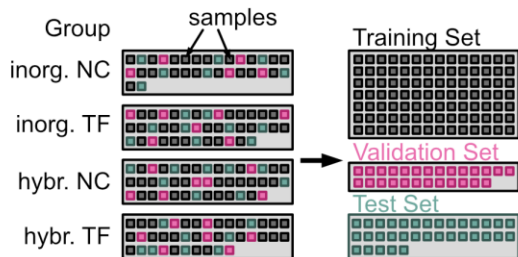 Group
samples
inorg. NC
inorg. TF
hybr. NC
hybr. TF
Training Set
Validation Set
Test Set